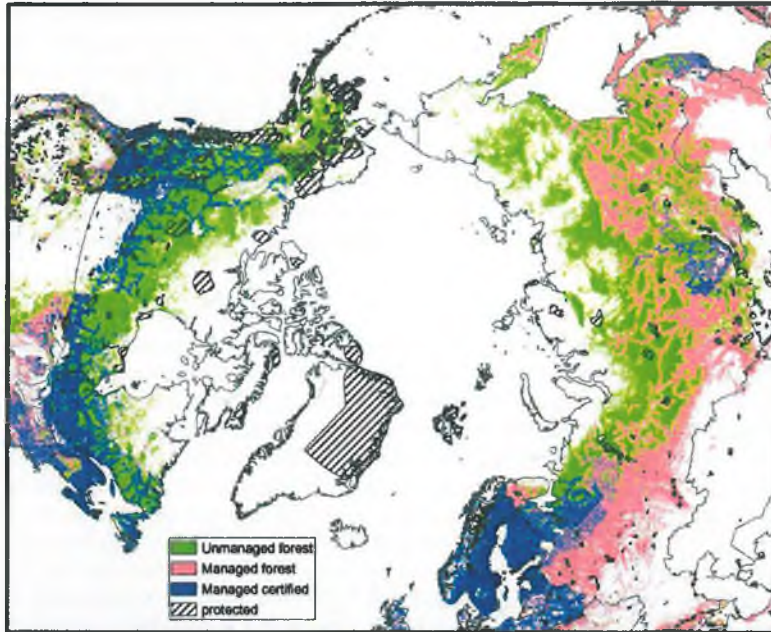 Unmanaged forest
Managed forest
Managed certified
protected